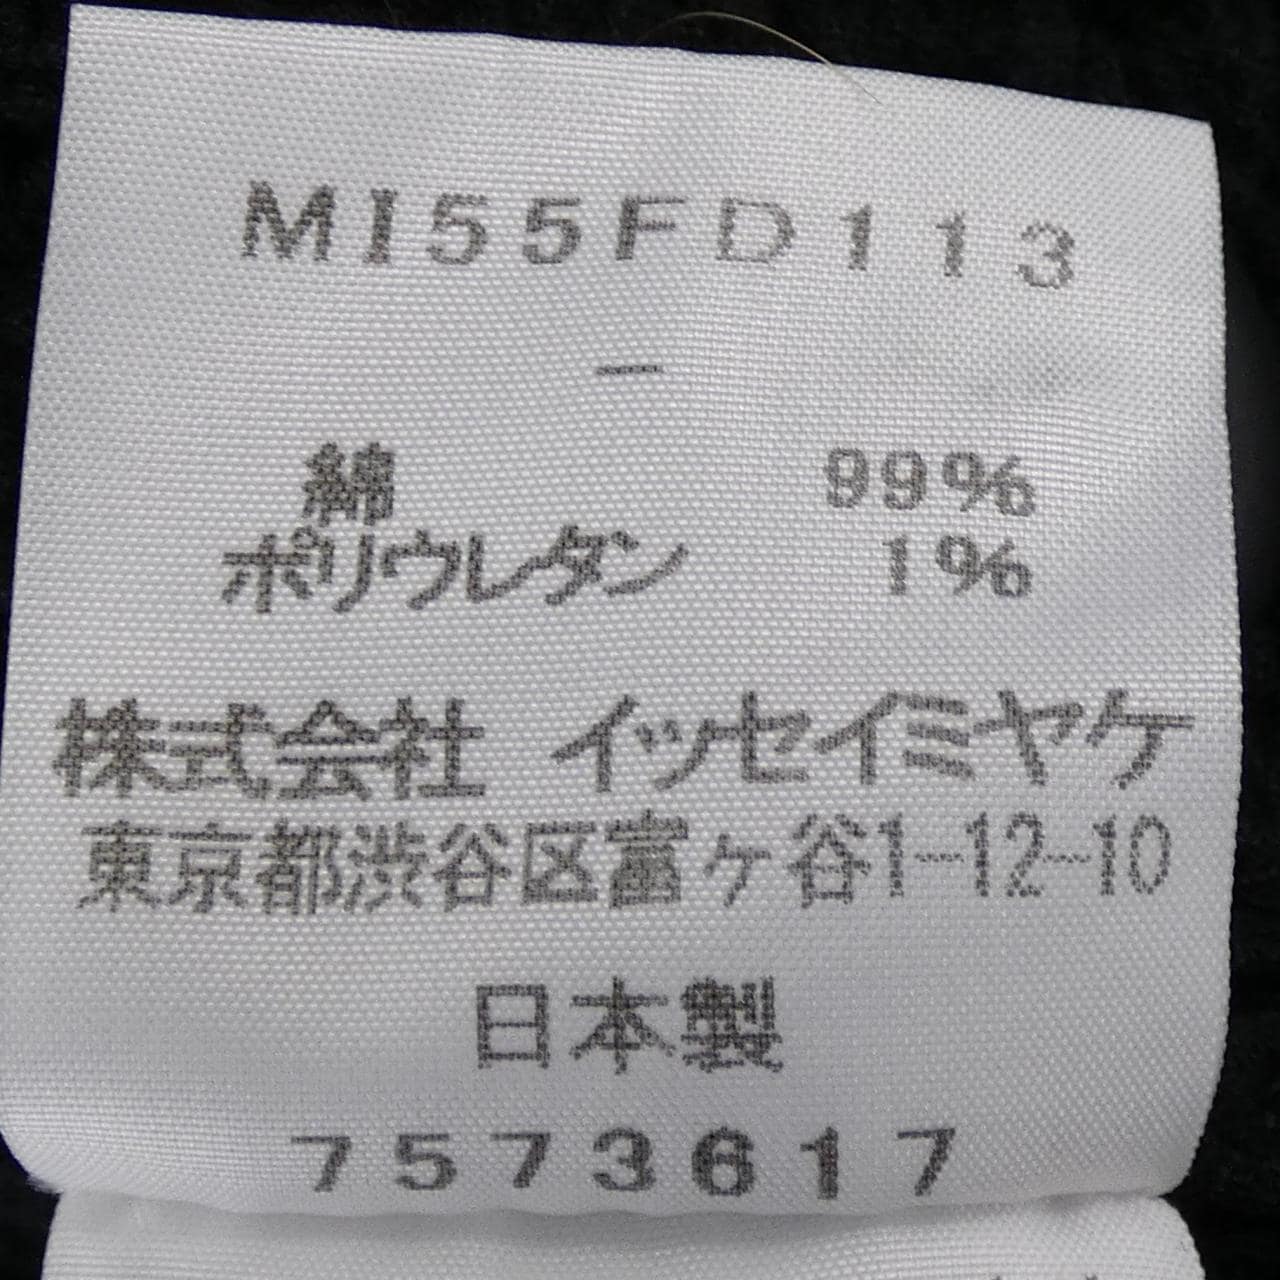 MI55FD113
—
綿 99%
ポリウレタン 1%
株式会社 イッセイミヤケ
東京都渋谷区富ヶ谷1-12-10
日本製
7573617